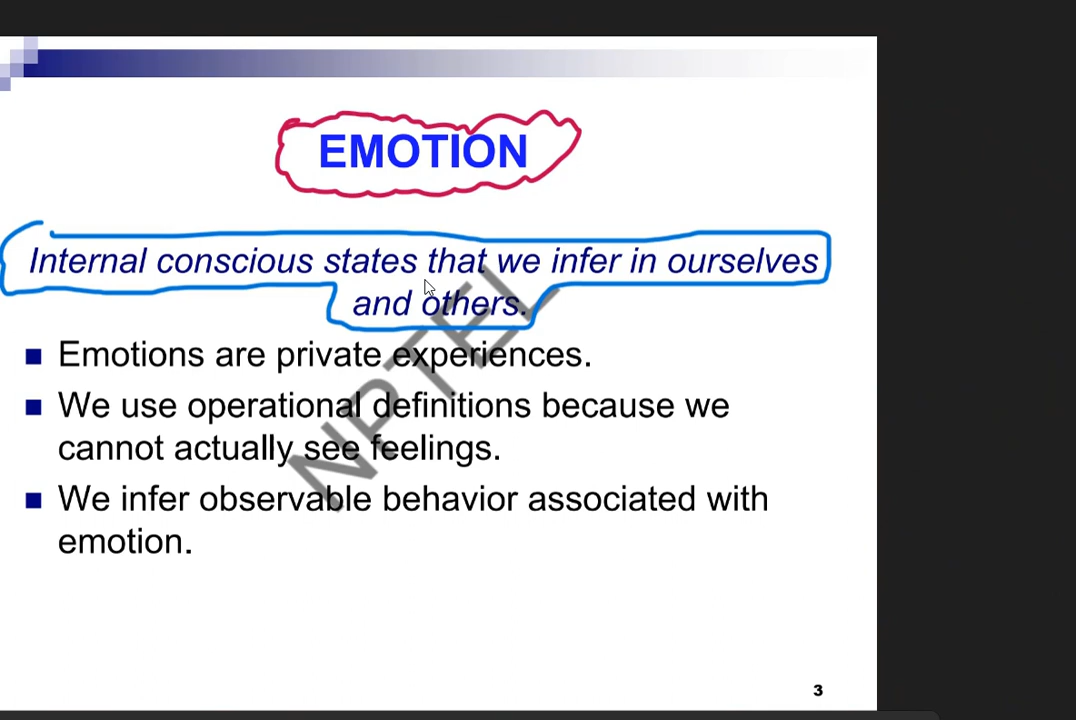 EMOTION
Internal conscious states that we infer in ourselves
and others.
■ Emotions are private experiences.
■ We use operational definitions because we
cannot actually see feelings.
■ We infer observable behavior associated with
emotion.
NPTEL
3